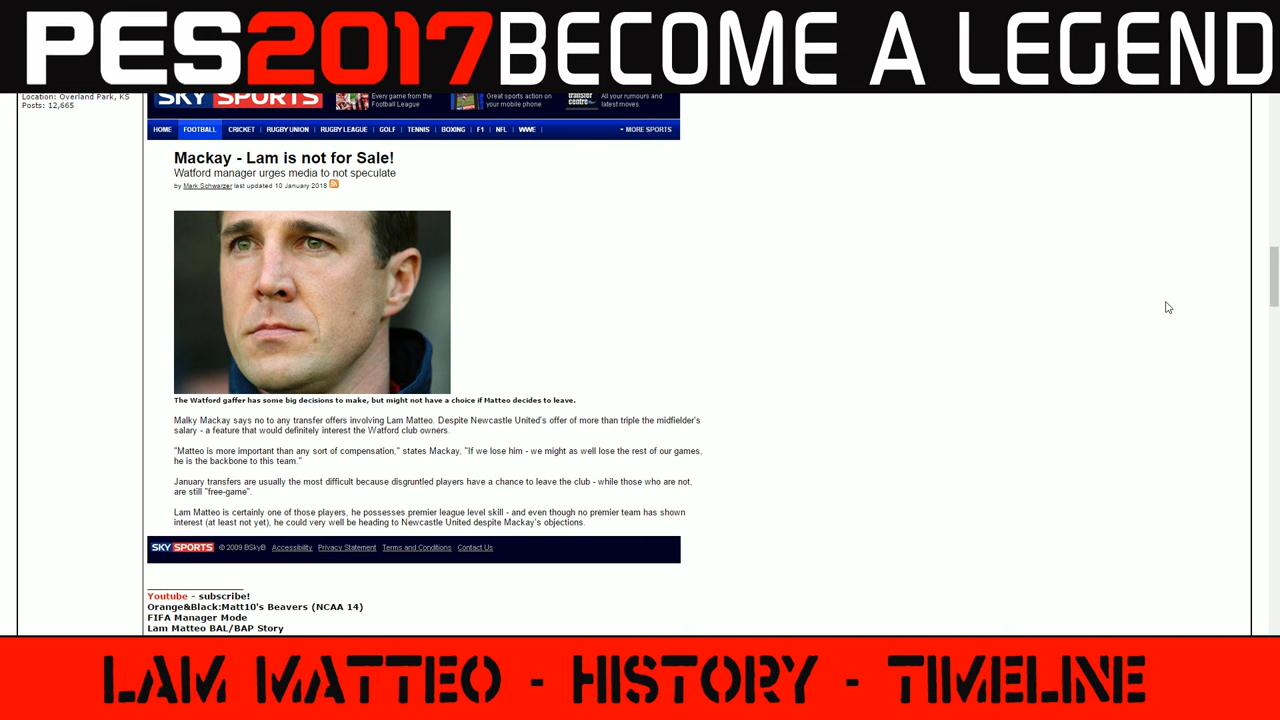 PES2017 BECOME A LEGEND
Location: Overland Park, KS
Posts: 12,665
SKY SPORTS
Every game from the
Football League
Great sports action on
your mobile phone
transfer
centre
All your rumours and
latest moves
HOME FOOTBALL CRICKET | RUGBY UNION | RUGBY LEAGUE | GOLF | TENNIS | BOXING | F1 | NFL | WWE | MORE SPORTS
Mackay - Lam is not for Sale!
Watford manager urges media to not speculate
by Mark Schwarzer last updated 10 January 2018
The Watford gaffer has some big decisions to make, but might not have a choice if Matteo decides to leave.
Malky Mackay says no to any transfer offers involving Lam Matteo. Despite Newcastle United's offer of more than triple the midfielder's
salary - a feature that would definitely interest the Watford club owners.
"Matteo is more important than any sort of compensation," states Mackay, "If we lose him - we might as well lose the rest of our games,
he is the backbone to this team."
January transfers are usually the most difficult because disgruntled players have a chance to leave the club - while those who are not,
are still "free-game".
Lam Matteo is certainly one of those players, he possesses premier league level skill - and even though no premier team has shown
interest (at least not yet), he could very well be heading to Newcastle United despite Mackay's objections.
SKY SPORTS © 2009 BSkyB Accessibility Privacy Statement Terms and Conditions Contact Us
Youtube - subscribe!
Orange&Black:Matt10's Beavers (NCAA 14)
FIFA Manager Mode
Lam Matteo BAL/BAP Story
LAM MATTEO - HISTORY - TIMELINE